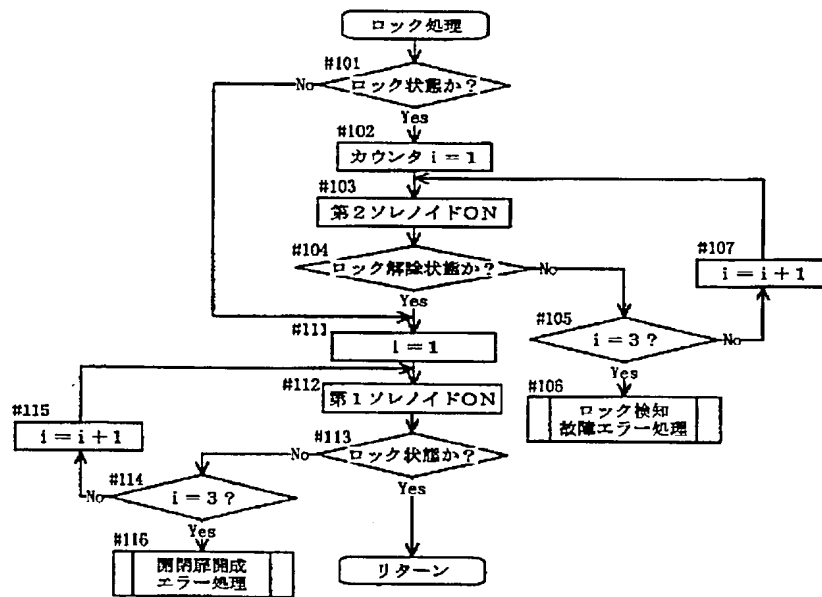 ロック処理
#101
ロック状態か?
No
Yes
#102
カウンタ i=1
#103
第2ソレノイドON
#104
ロック解除状態か?
No
Yes
#107
i=i+1
#105
i=3?
No
Yes
#106
ロック検知
故障エラー処理
#111
i=1
#112
第1ソレノイドON
#115
i=i+1
#113
ロック状態か?
No
Yes
#114
i=3?
No
Yes
#116
開閉扉開成
エラー処理
リターン